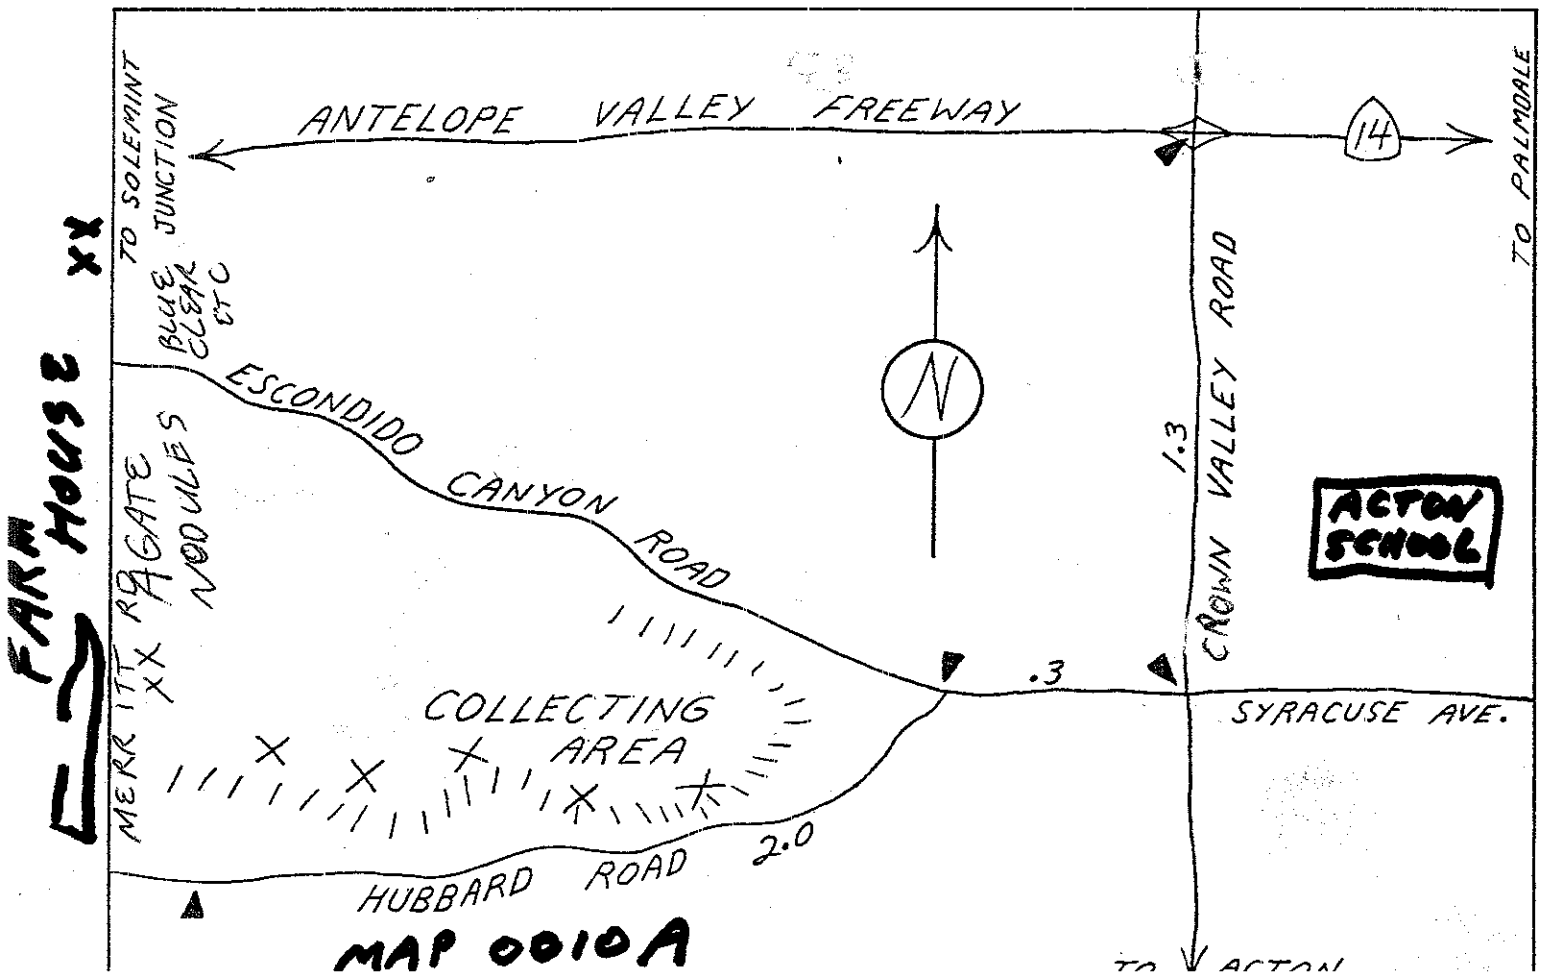 ANTELOPE VALLEY FREEWAY
14
TO SOLEMINT
JUNCTION
TO PALMDALE
XX
BLUE
CLEAR
ETC
FARM
HOUSE
ESCONDIDO CANYON ROAD
N
1.3
CROWN VALLEY ROAD
ACTON
SCHOOL
MERRITT RD
XX AGATE
NODULES
COLLECTING
AREA
.3
SYRACUSE AVE.
HUBBARD ROAD 2.0
MAP 0010A
TO ACTON